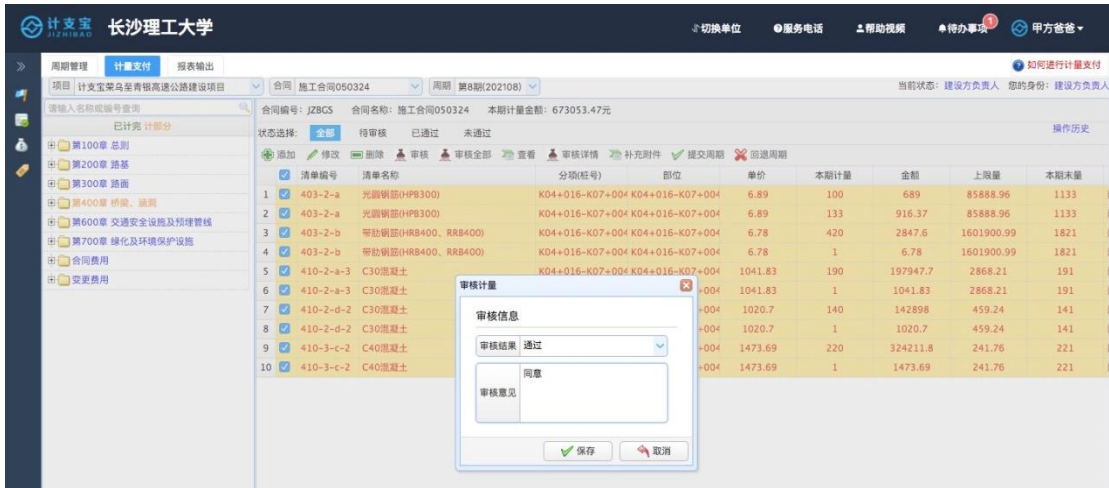 计支宝 长沙理工大学 切换单位 服务电话 帮助视频 待办事项 1 甲方爸爸
JIZHIBAO
周期管理 计量支付 报表输出 如何进行计量支付
项目 计支宝荣乌至青银高速公路建设项目 合同 施工合同050324 周期 第8期(202108) 当前状态: 建设方负责人 您的身份: 建设方负责人
请输入名称或编号查询 合同编号: JZBGS 合同名称: 施工合同050324 本期计量金额: 673053.47元
已计完 计部分 状态选择: 全部 待审核 已通过 未通过 操作历史
第100章 总则 添加 修改 删除 审核 审核全部 查看 审核详情 补充附件 提交周期 回退周期
第200章 路基 清单编号 清单名称 分项(桩号) 部位 单价 本期计量 金额 上限量 本期末量
第300章 路面 1 403-2-a 光圆钢筋(HPB300) K04+016-K07+004 K04+016-K07+004 6.89 100 689 85888.96 1133
第400章 桥梁、涵洞 2 403-2-a 光圆钢筋(HPB300) K04+016-K07+004 K04+016-K07+004 6.89 133 916.37 85888.96 1133
第600章 交通安全设施及预埋管线 3 403-2-b 带肋钢筋(HRB400、RRB400) K04+016-K07+004 K04+016-K07+004 6.78 420 2847.6 1601900.99 1821
第700章 绿化及环境保护设施 4 403-2-b 带肋钢筋(HRB400、RRB400) K04+016-K07+004 K04+016-K07+004 6.78 1 6.78 1601900.99 1821
合同费用 5 410-2-a-3 C30混凝土 K04+016-K07+004 K04+016-K07+004 1041.83 190 197947.7 2868.21 191
变更费用 6 410-2-a-3 C30混凝土 +004 1041.83 1 1041.83 2868.21 191
7 410-2-d-2 C30混凝土 +004 1020.7 140 142898 459.24 141
8 410-2-d-2 C30混凝土 +004 1020.7 1 1020.7 459.24 141
9 410-3-c-2 C40混凝土 +004 1473.69 220 324211.8 241.76 221
10 410-3-c-2 C40混凝土 +004 1473.69 1 1473.69 241.76 221
审核计量
审核信息
审核结果 通过
审核意见 同意
保存 取消